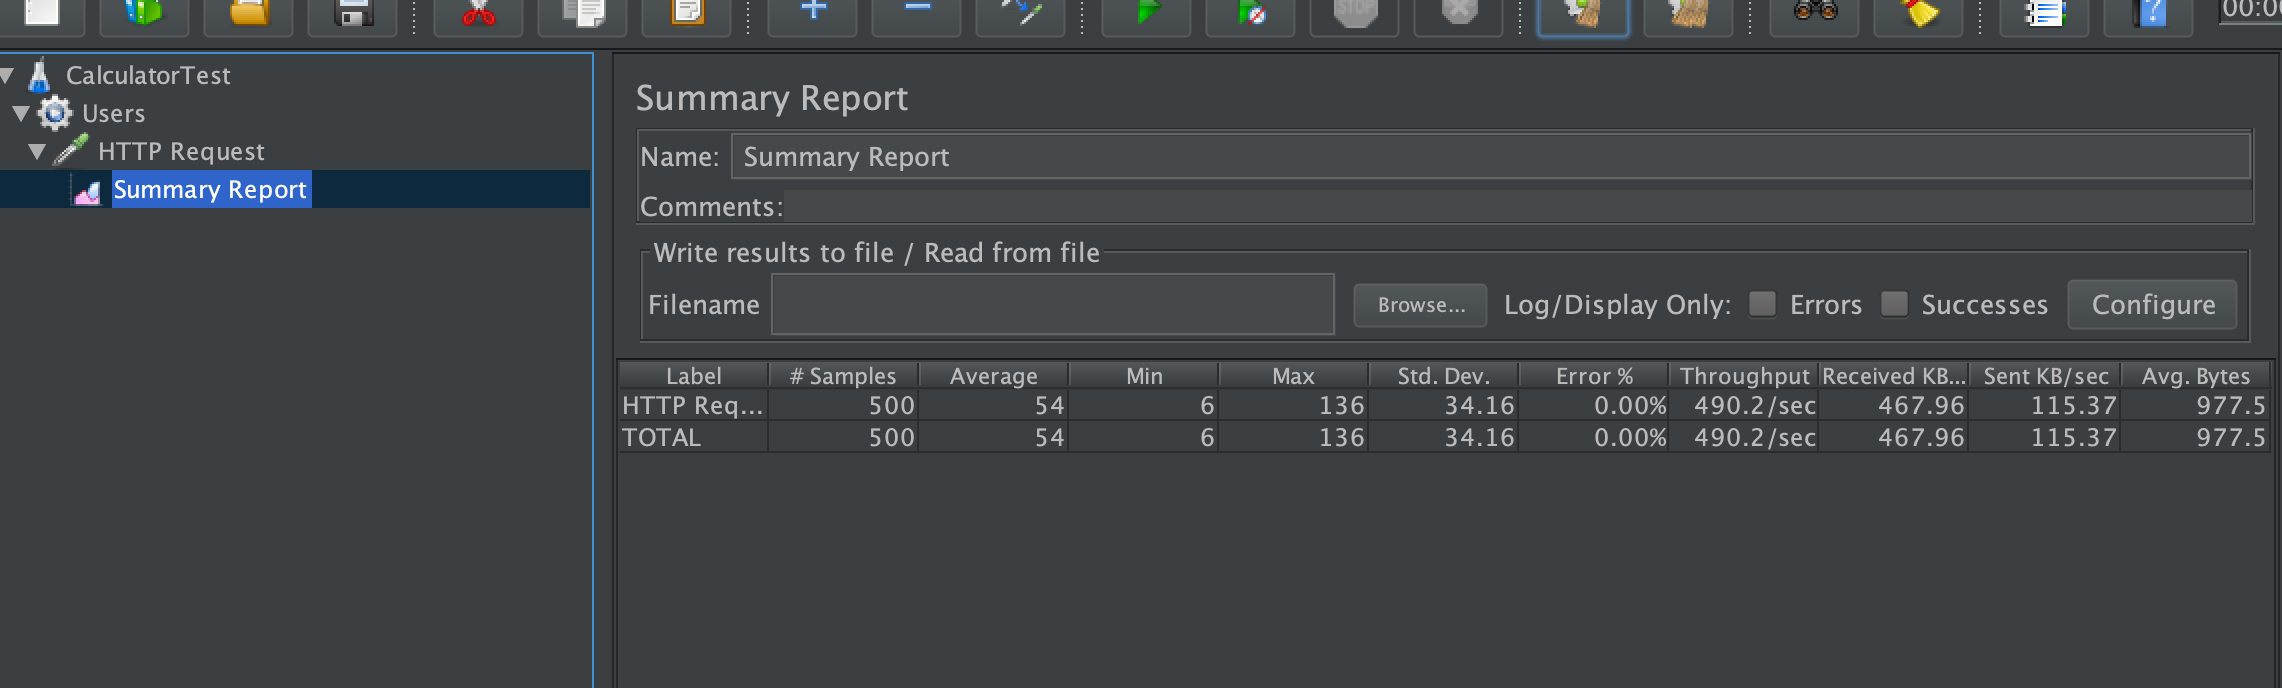 STOP
00:00
CalculatorTest
Users
HTTP Request
Summary Report
Summary Report
Name: Summary Report
Comments:
Write results to file / Read from file
Filename Browse... Log/Display Only: Errors Successes Configure
Label # Samples Average Min Max Std. Dev. Error % Throughput Received KB... Sent KB/sec Avg. Bytes
HTTP Req... 500 54 6 136 34.16 0.00% 490.2/sec 467.96 115.37 977.5
TOTAL 500 54 6 136 34.16 0.00% 490.2/sec 467.96 115.37 977.5